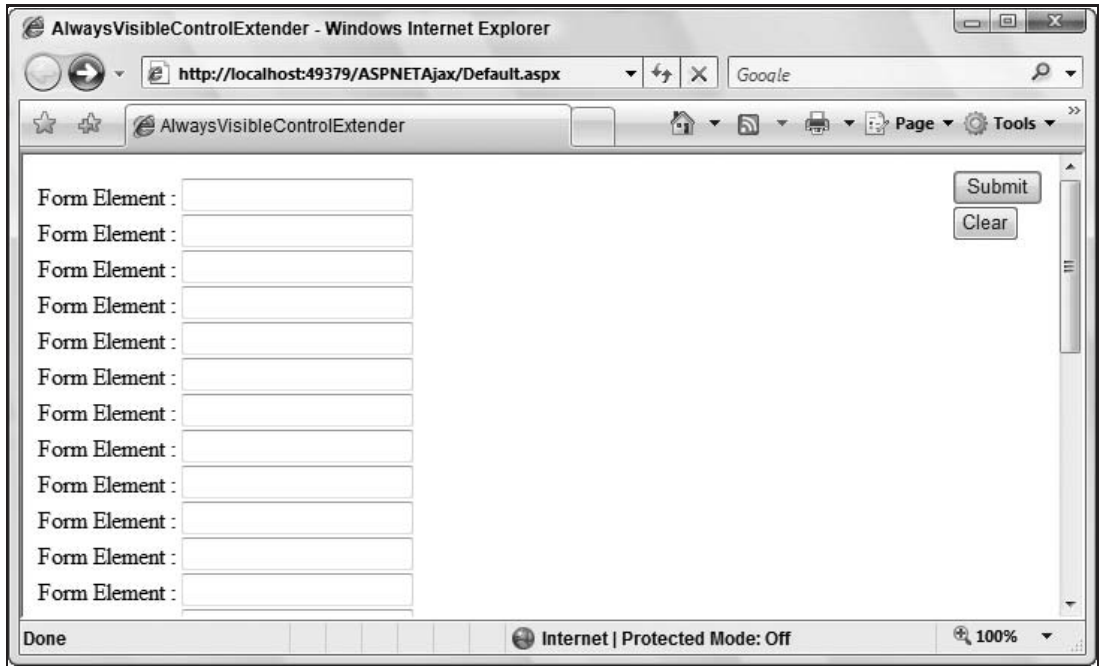 AlwaysVisibleControlExtender - Windows Internet Explorer
http://localhost:49379/ASPNETAjax/Default.aspx
Google
AlwaysVisibleControlExtender
Page
Tools
Form Element :
Submit
Form Element :
Clear
Form Element :
Form Element :
Form Element :
Form Element :
Form Element :
Form Element :
Form Element :
Form Element :
Form Element :
Form Element :
Done
Internet | Protected Mode: Off
100%